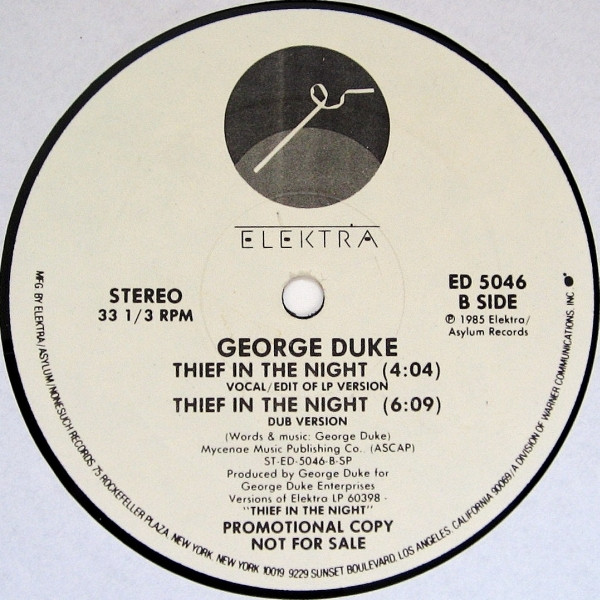 ELEKTRA
STEREO
33 1/3 RPM
ED 5046
B SIDE
℗ 1985 Elektra/
Asylum Records
GEORGE DUKE
THIEF IN THE NIGHT (4:04)
VOCAL/EDIT OF LP VERSION
THIEF IN THE NIGHT (6:09)
DUB VERSION
(Words & music: George Duke)
Mycenae Music Publishing Co.. (ASCAP)
ST-ED-5046-B-SP
Produced by George Duke for
George Duke Enterprises
Versions of Elektra LP 60398 -
"THIEF IN THE NIGHT"
PROMOTIONAL COPY
NOT FOR SALE
MFG BY ELEKTRA/ASYLUM/NONESUCH RECORDS 75 ROCKEFELLER PLAZA, NEW YORK, NEW YORK 10019 9229 SUNSET BOULEVARD, LOS ANGELES, CALIFORNIA 90069/A DIVISION OF WARNER COMMUNICATIONS INC